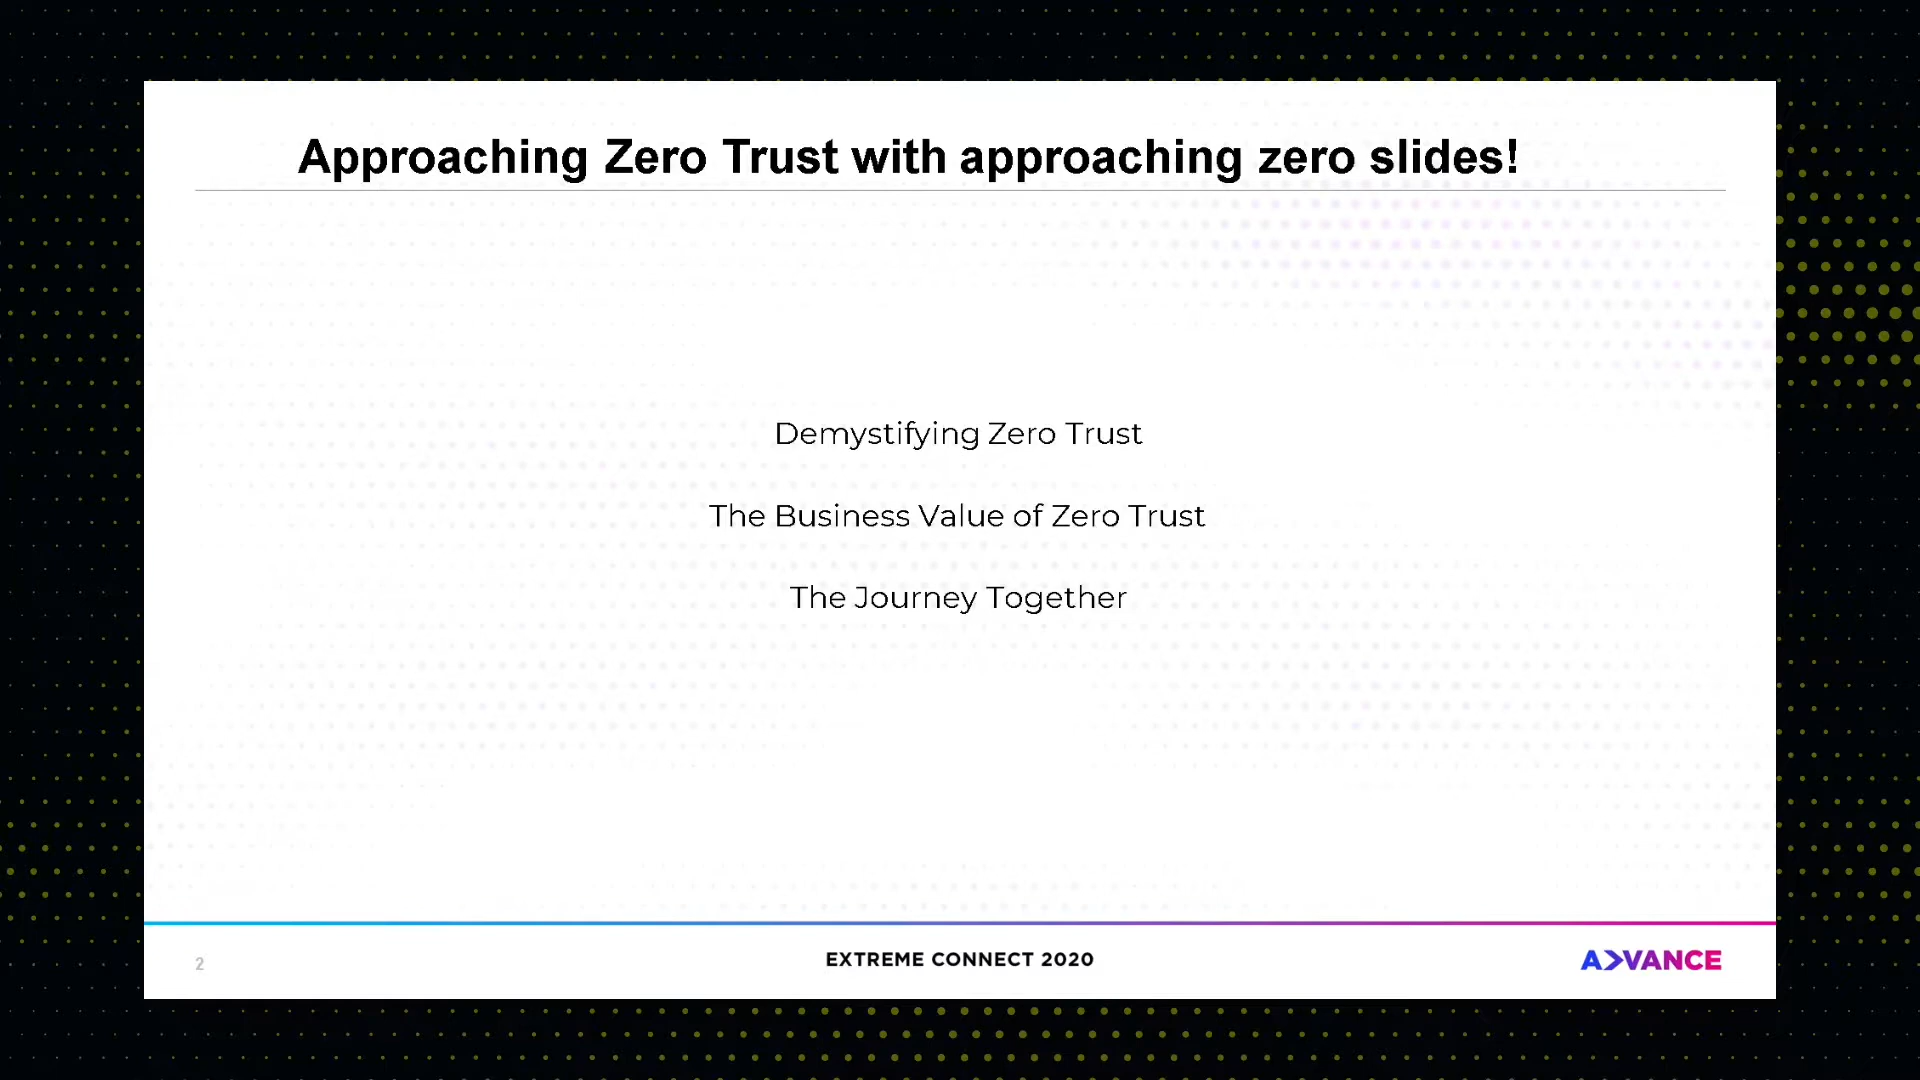 Approaching Zero Trust with approaching zero slides!
Demystifying Zero Trust
The Business Value of Zero Trust
The Journey Together
2
EXTREME CONNECT 2020
ADVANCE